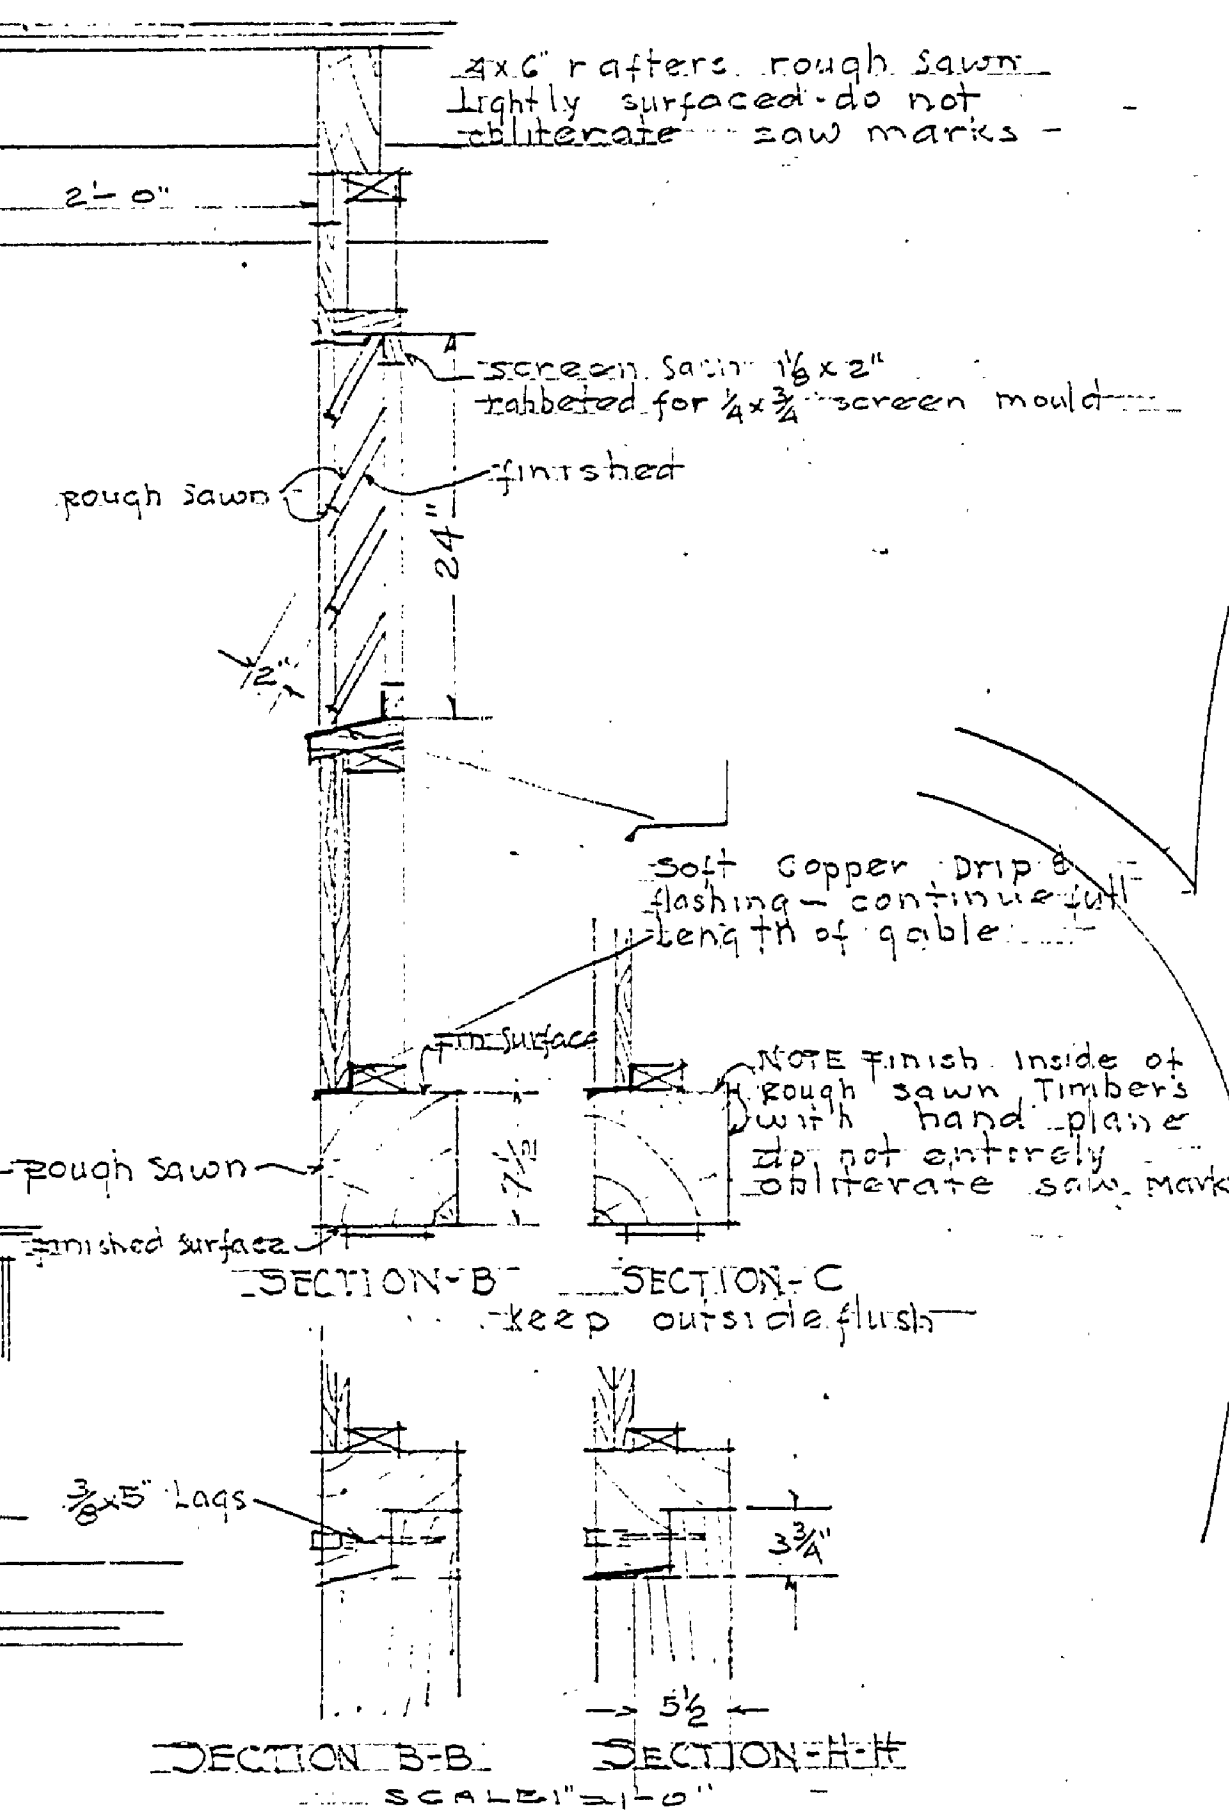 4x6" rafters rough sawn
lightly surfaced - do not
obliterate saw marks -
2'-0"
screen sash 1⅛ x 2"
rabbeted for ¼ x ¾ screen mould
finished
rough sawn
24"
½"
Soft Copper Drip &
flashing - continue full
length of gable
Fin surface
NOTE Finish inside of
rough sawn Timbers
with hand plane
do not entirely
obliterate saw mark
7½
rough sawn
finished surface
SECTION-B
SECTION-C
keep outside flush
⅜x5" Lags
3¾"
5½
SECTION B-B
SECTION-H-H
SCALE 1"=1'-0"